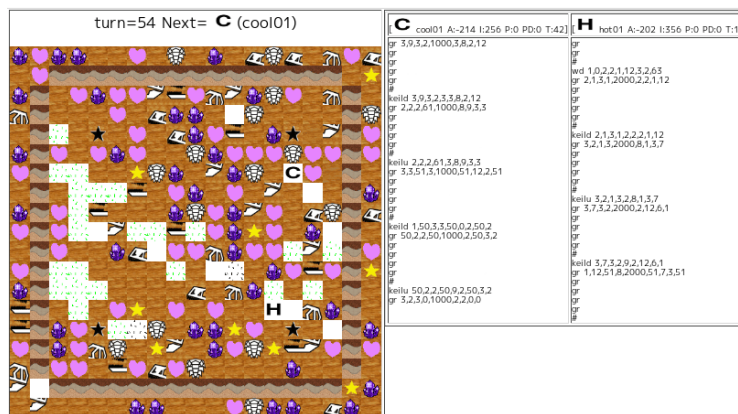 turn=54 Next= C (cool01)
[ C cool01 A:-214 I:256 P:0 PD:0 T:42]
gr 3,9,3,2,1000,3,8,2,12
gr
gr
gr
gr
#
keild 3,9,3,2,3,3,8,2,12
gr 2,2,2,61,1000,8,9,3,3
gr
gr
gr
#
keilu 2,2,2,61,3,8,9,3,3
gr 3,3,51,3,1000,51,12,2,51
gr
gr
gr
#
keild 1,50,3,3,50,0,2,50,2
gr 50,2,2,50,1000,2,50,3,2
gr
gr
gr
#
keilu 50,2,2,50,9,2,50,3,2
gr 3,2,3,0,1000,2,2,0,0
[ H hot01 A:-202 I:356 P:0 PD:0 T:1
gr
gr
#
wd 1,0,2,2,1,12,3,2,63
gr 2,1,3,1,2000,2,2,1,12
gr
gr
gr
#
keild 2,1,3,1,2,2,2,1,12
gr 3,2,1,3,2000,8,1,3,7
gr
gr
gr
#
keilu 3,2,1,3,2,8,1,3,7
gr 3,7,3,2,2000,2,12,6,1
gr
gr
gr
#
keild 3,7,3,2,9,2,12,6,1
gr 1,12,51,8,2000,51,7,3,51
gr
gr
gr
#
C
H